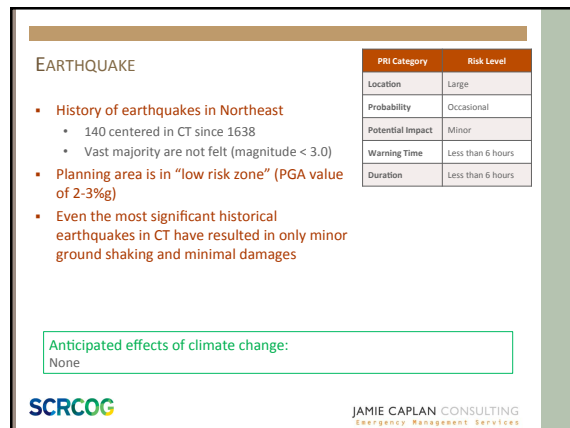 EARTHQUAKE
▪ History of earthquakes in Northeast
• 140 centered in CT since 1638
• Vast majority are not felt (magnitude < 3.0)
▪ Planning area is in “low risk zone” (PGA value
of 2-3%g)
▪ Even the most significant historical
earthquakes in CT have resulted in only minor
ground shaking and minimal damages
PRI Category Risk Level
Location Large
Probability Occasional
Potential Impact Minor
Warning Time Less than 6 hours
Duration Less than 6 hours
Anticipated effects of climate change:
None
SCRCOG
JAMIE CAPLAN CONSULTING
Emergency Management Services